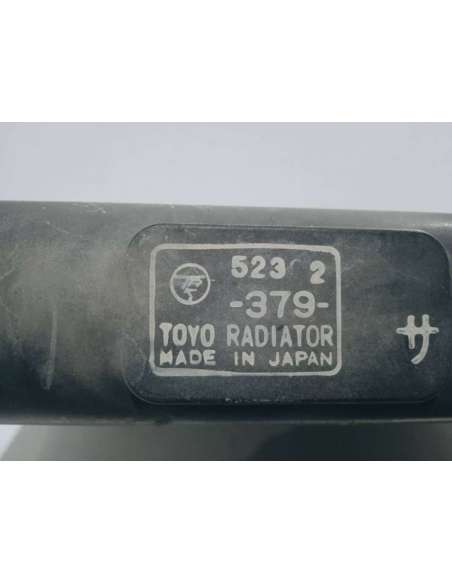 523 2
-379-
TOYO RADIATOR
MADE IN JAPAN
サ